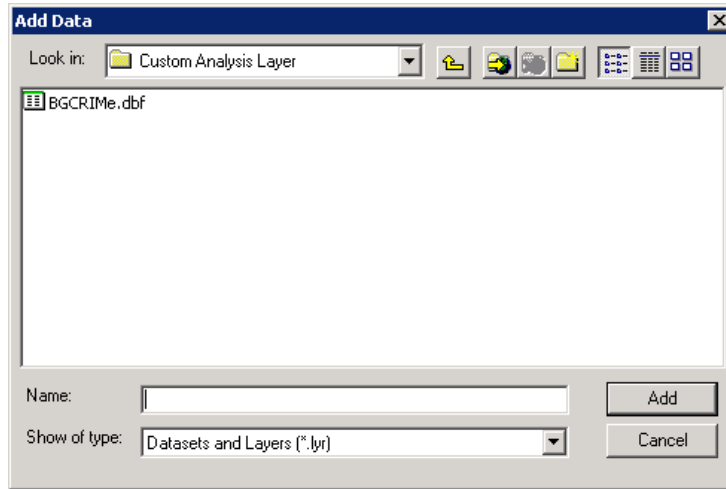 Add Data
Look in: Custom Analysis Layer
BGCRIMe.dbf
Name: Add
Show of type: Datasets and Layers (*.lyr) Cancel